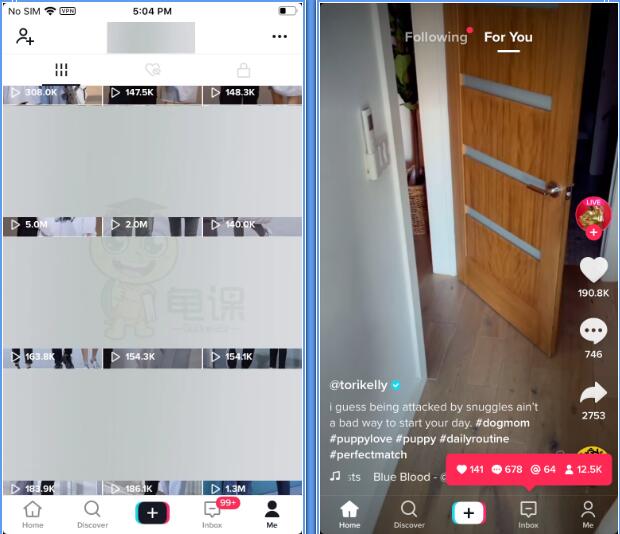 No SIM VPN 5:04 PM
308.0K 147.5K 148.3K
5.0M 2.0M 140.0K
龟课
163.8K 154.3K 154.1K
183.9K 186.1K 1.3M
99+
Home Discover Inbox Me
Following For You
LIVE
190.8K
746
2753
@torikelly
i guess being attacked by snuggles ain't
a bad way to start your day. #dogmom
#puppylove #puppy #dailyroutine
#perfectmatch
sts Blue Blood - @
141 678 @ 64 12.5K
Home Discover Inbox Me